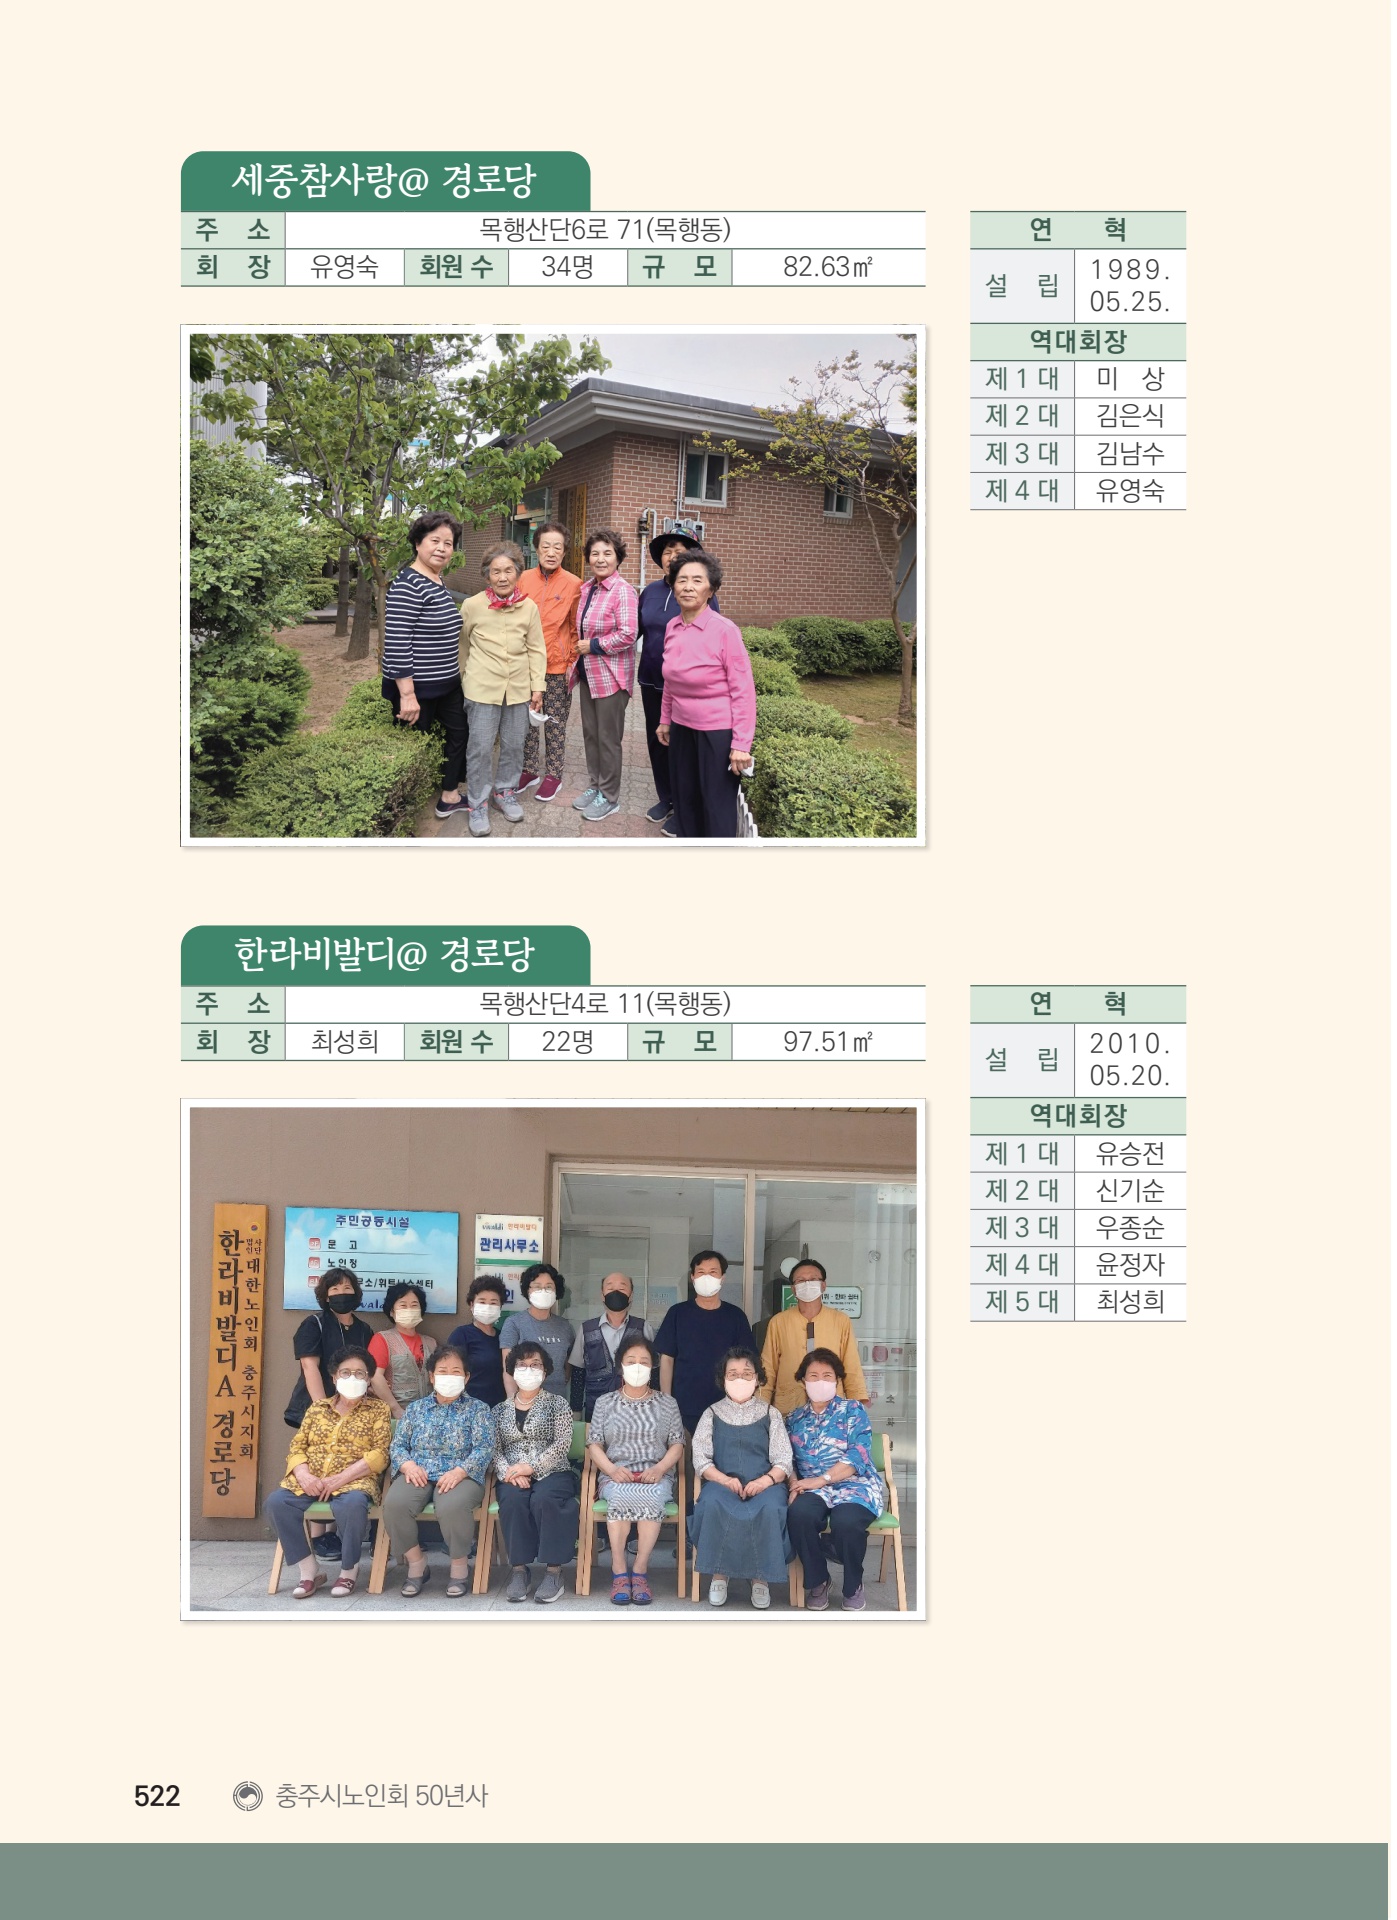 세중참사랑@ 경로당
주 소 목행산단6로 71(목행동)
회 장 유영숙 회원 수 34명 규 모 82.63㎡
연 혁
설 립 1989. 05.25.
역대회장
제 1 대 미 상
제 2 대 김은식
제 3 대 김남수
제 4 대 유영숙
한라비발디@ 경로당
주 소 목행산단4로 11(목행동)
회 장 최성희 회원 수 22명 규 모 97.51㎡
연 혁
설 립 2010. 05.20.
역대회장
제 1 대 유승전
제 2 대 신기순
제 3 대 우종순
제 4 대 윤정자
제 5 대 최성희
사단법인 대한노인회 충주시지회
한라비발디A 경로당
주민공동시설
문 고
노인정
한라비발디
관리사무소
522 충주시노인회 50년사